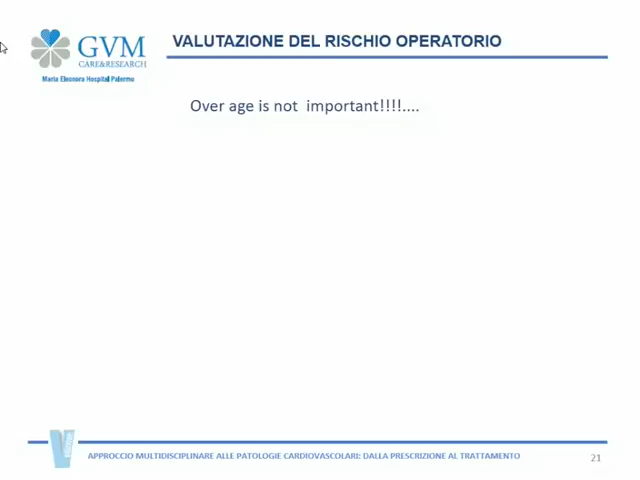 GVM
CARE&RESEARCH
Maria Eleonora Hospital Palermo
VALUTAZIONE DEL RISCHIO OPERATORIO
Over age is not important!!!!....
APPROCCIO MULTIDISCIPLINARE ALLE PATOLOGIE CARDIOVASCOLARI: DALLA PRESCRIZIONE AL TRATTAMENTO
21